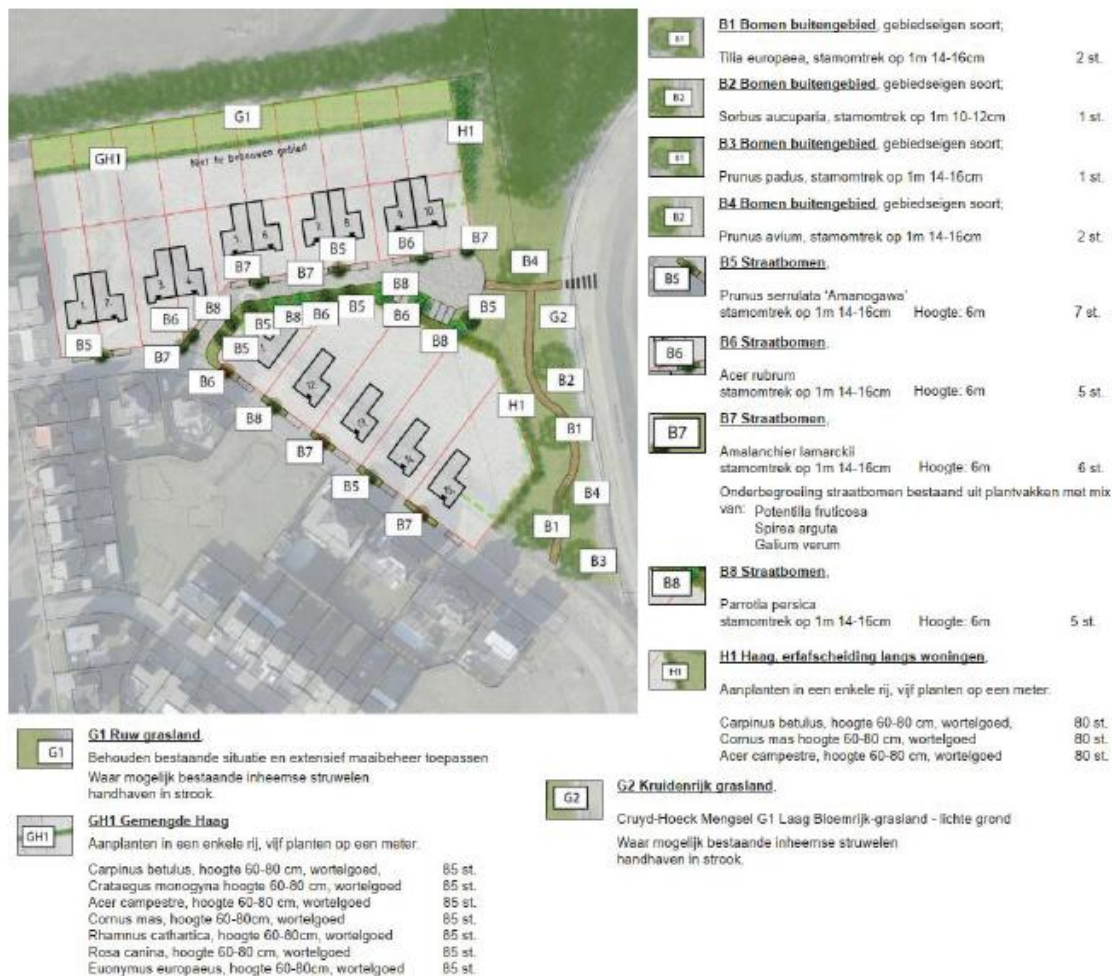 G1
GH1
H1
Niet te bebouwen gebied
B5
B6
B7
B7
B7
B4
B8
B8
B5
B6
B5
B8
B6
B5
B6
B8
G2
B5
B7
B5
B6
B8
H1
B2
B1
B7
B5
B4
B7
B1
B3
B1
B1 Bomen buitengebied, gebiedseigen soort;
Tilia europaea, stamomtrek op 1m 14-16cm 2 st.
B2
B2 Bomen buitengebied, gebiedseigen soort;
Sorbus aucuparia, stamomtrek op 1m 10-12cm 1 st.
B1
B3 Bomen buitengebied, gebiedseigen soort;
Prunus padus, stamomtrek op 1m 14-16cm 1 st.
B2
B4 Bomen buitengebied, gebiedseigen soort;
Prunus avium, stamomtrek op 1m 14-16cm 2 st.
B5
B5 Straatbomen,
Prunus serrulata 'Amanogawa'
stamomtrek op 1m 14-16cm Hoogte: 6m 7 st.
B6
B6 Straatbomen,
Acer rubrum
stamomtrek op 1m 14-16cm Hoogte: 6m 5 st.
B7
B7 Straatbomen,
Amalanchier lamarckii
stamomtrek op 1m 14-16cm Hoogte: 6m 6 st.
Onderbegroeiing straatbomen bestaand uit plantvakken met mix
van: Potentilla fruticosa
Spirea arguta
Galium verum
B8
B8 Straatbomen,
Parrotia persica
stamomtrek op 1m 14-16cm Hoogte: 6m 5 st.
H1
H1 Haag, erfafscheiding langs woningen,
Aanplanten in een enkele rij, vijf planten op een meter.
Carpinus betulus, hoogte 60-80 cm, wortelgoed, 80 st.
Cornus mas hoogte 60-80 cm, wortelgoed 80 st.
Acer campestre, hoogte 60-80 cm, wortelgoed 80 st.
G1
G1 Ruw grasland,
Behouden bestaande situatie en extensief maaibeheer toepassen
Waar mogelijk bestaande inheemse struwelen
handhaven in strook.
GH1
GH1 Gemengde Haag
Aanplanten in een enkele rij, vijf planten op een meter.
Carpinus betulus, hoogte 60-80 cm, wortelgoed, 85 st.
Crataegus monogyna hoogte 60-80 cm, wortelgoed 85 st.
Acer campestre, hoogte 60-80 cm, wortelgoed 85 st.
Cornus mas, hoogte 60-80cm, wortelgoed 85 st.
Rhamnus cathartica, hoogte 60-80cm, wortelgoed 85 st.
Rosa canina, hoogte 60-80 cm, wortelgoed 85 st.
Euonymus europaeus, hoogte 60-80cm, wortelgoed 85 st.
G2
G2 Kruidenrijk grasland,
Cruyd-Hoeck Mengsel G1 Laag Bloemrijk-grasland - lichte grond
Waar mogelijk bestaande inheemse struwelen
handhaven in strook.